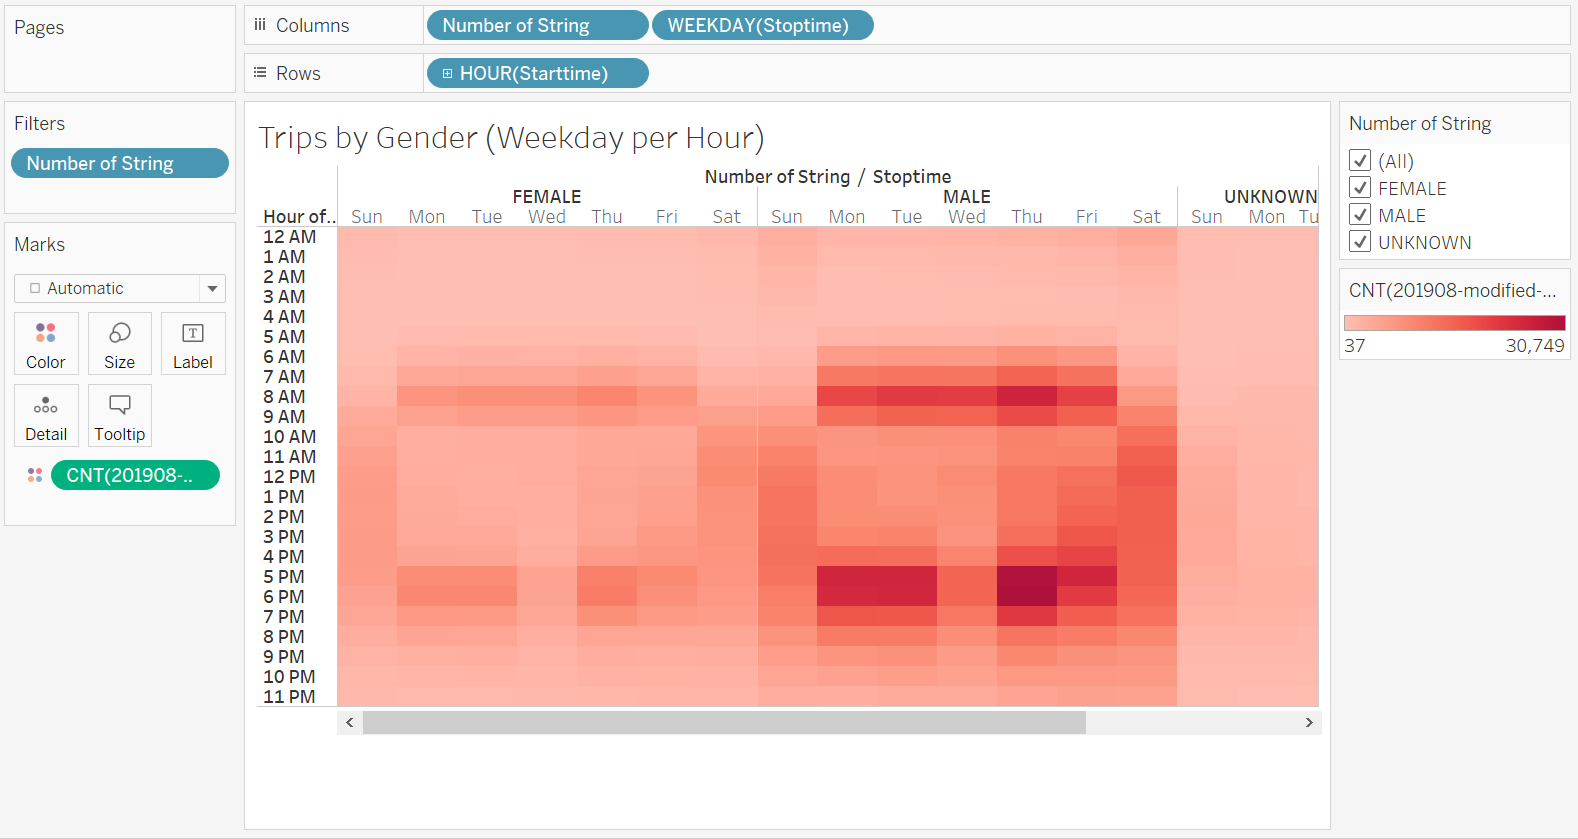 Pages
Columns
Number of String
WEEKDAY(Stoptime)
Rows
HOUR(Starttime)
Filters
Number of String
Marks
Automatic
Color
Size
Label
Detail
Tooltip
CNT(201908-..
Trips by Gender (Weekday per Hour)
Number of String / Stoptime
FEMALE MALE UNKNOWN
Hour of.. Sun Mon Tue Wed Thu Fri Sat Sun Mon Tue Wed Thu Fri Sat Sun Mon Tu
12 AM
1 AM
2 AM
3 AM
4 AM
5 AM
6 AM
7 AM
8 AM
9 AM
10 AM
11 AM
12 PM
1 PM
2 PM
3 PM
4 PM
5 PM
6 PM
7 PM
8 PM
9 PM
10 PM
11 PM
Number of String
(All)
FEMALE
MALE
UNKNOWN
CNT(201908-modified-...
37 30,749